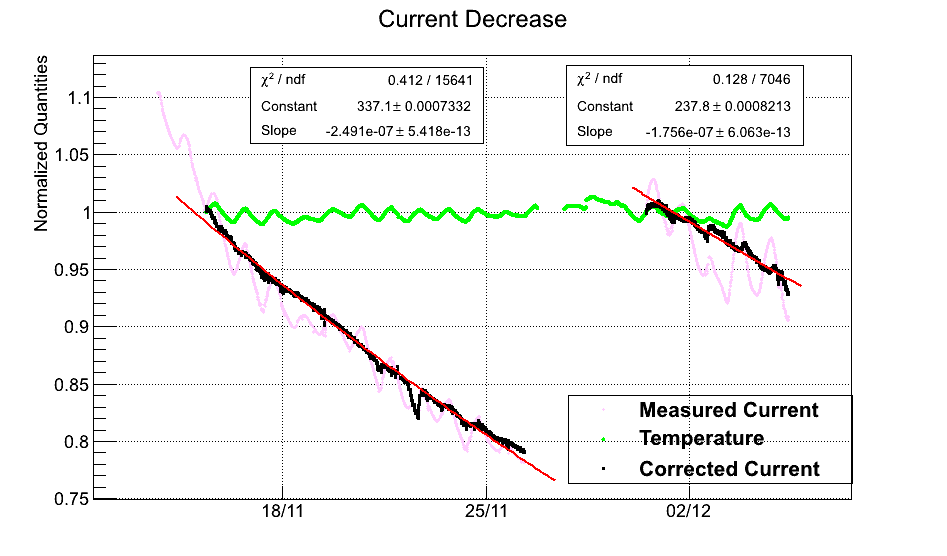 Current Decrease
Normalized Quantities
χ² / ndf 0.412 / 15641
Constant 337.1 ± 0.0007332
Slope -2.491e-07 ± 5.418e-13
χ² / ndf 0.128 / 7046
Constant 237.8 ± 0.0008213
Slope -1.756e-07 ± 6.063e-13
1.1
1.05
1
0.95
0.9
0.85
0.8
0.75
Measured Current
Temperature
Corrected Current
18/11 25/11 02/12